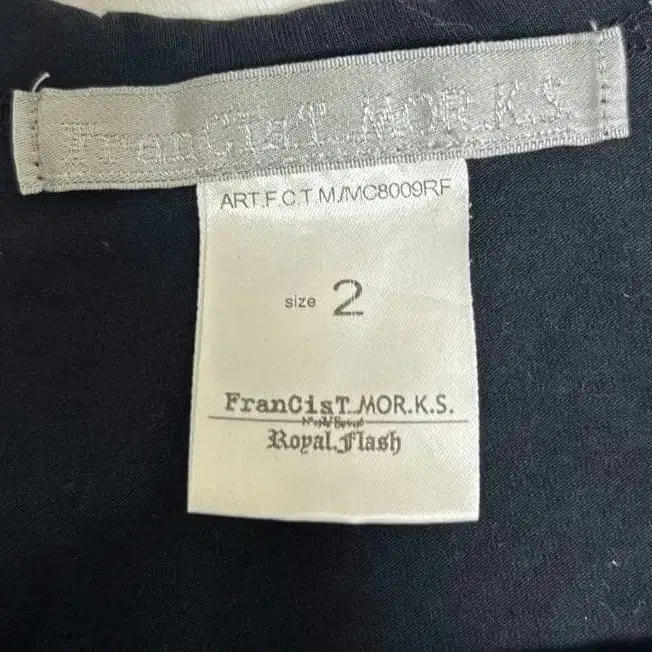 FranCisT_MOR.K.S.
ART.F.C.T.M./MC8009RF
size 2
FranCisT_MOR.K.S.
Royal Flash